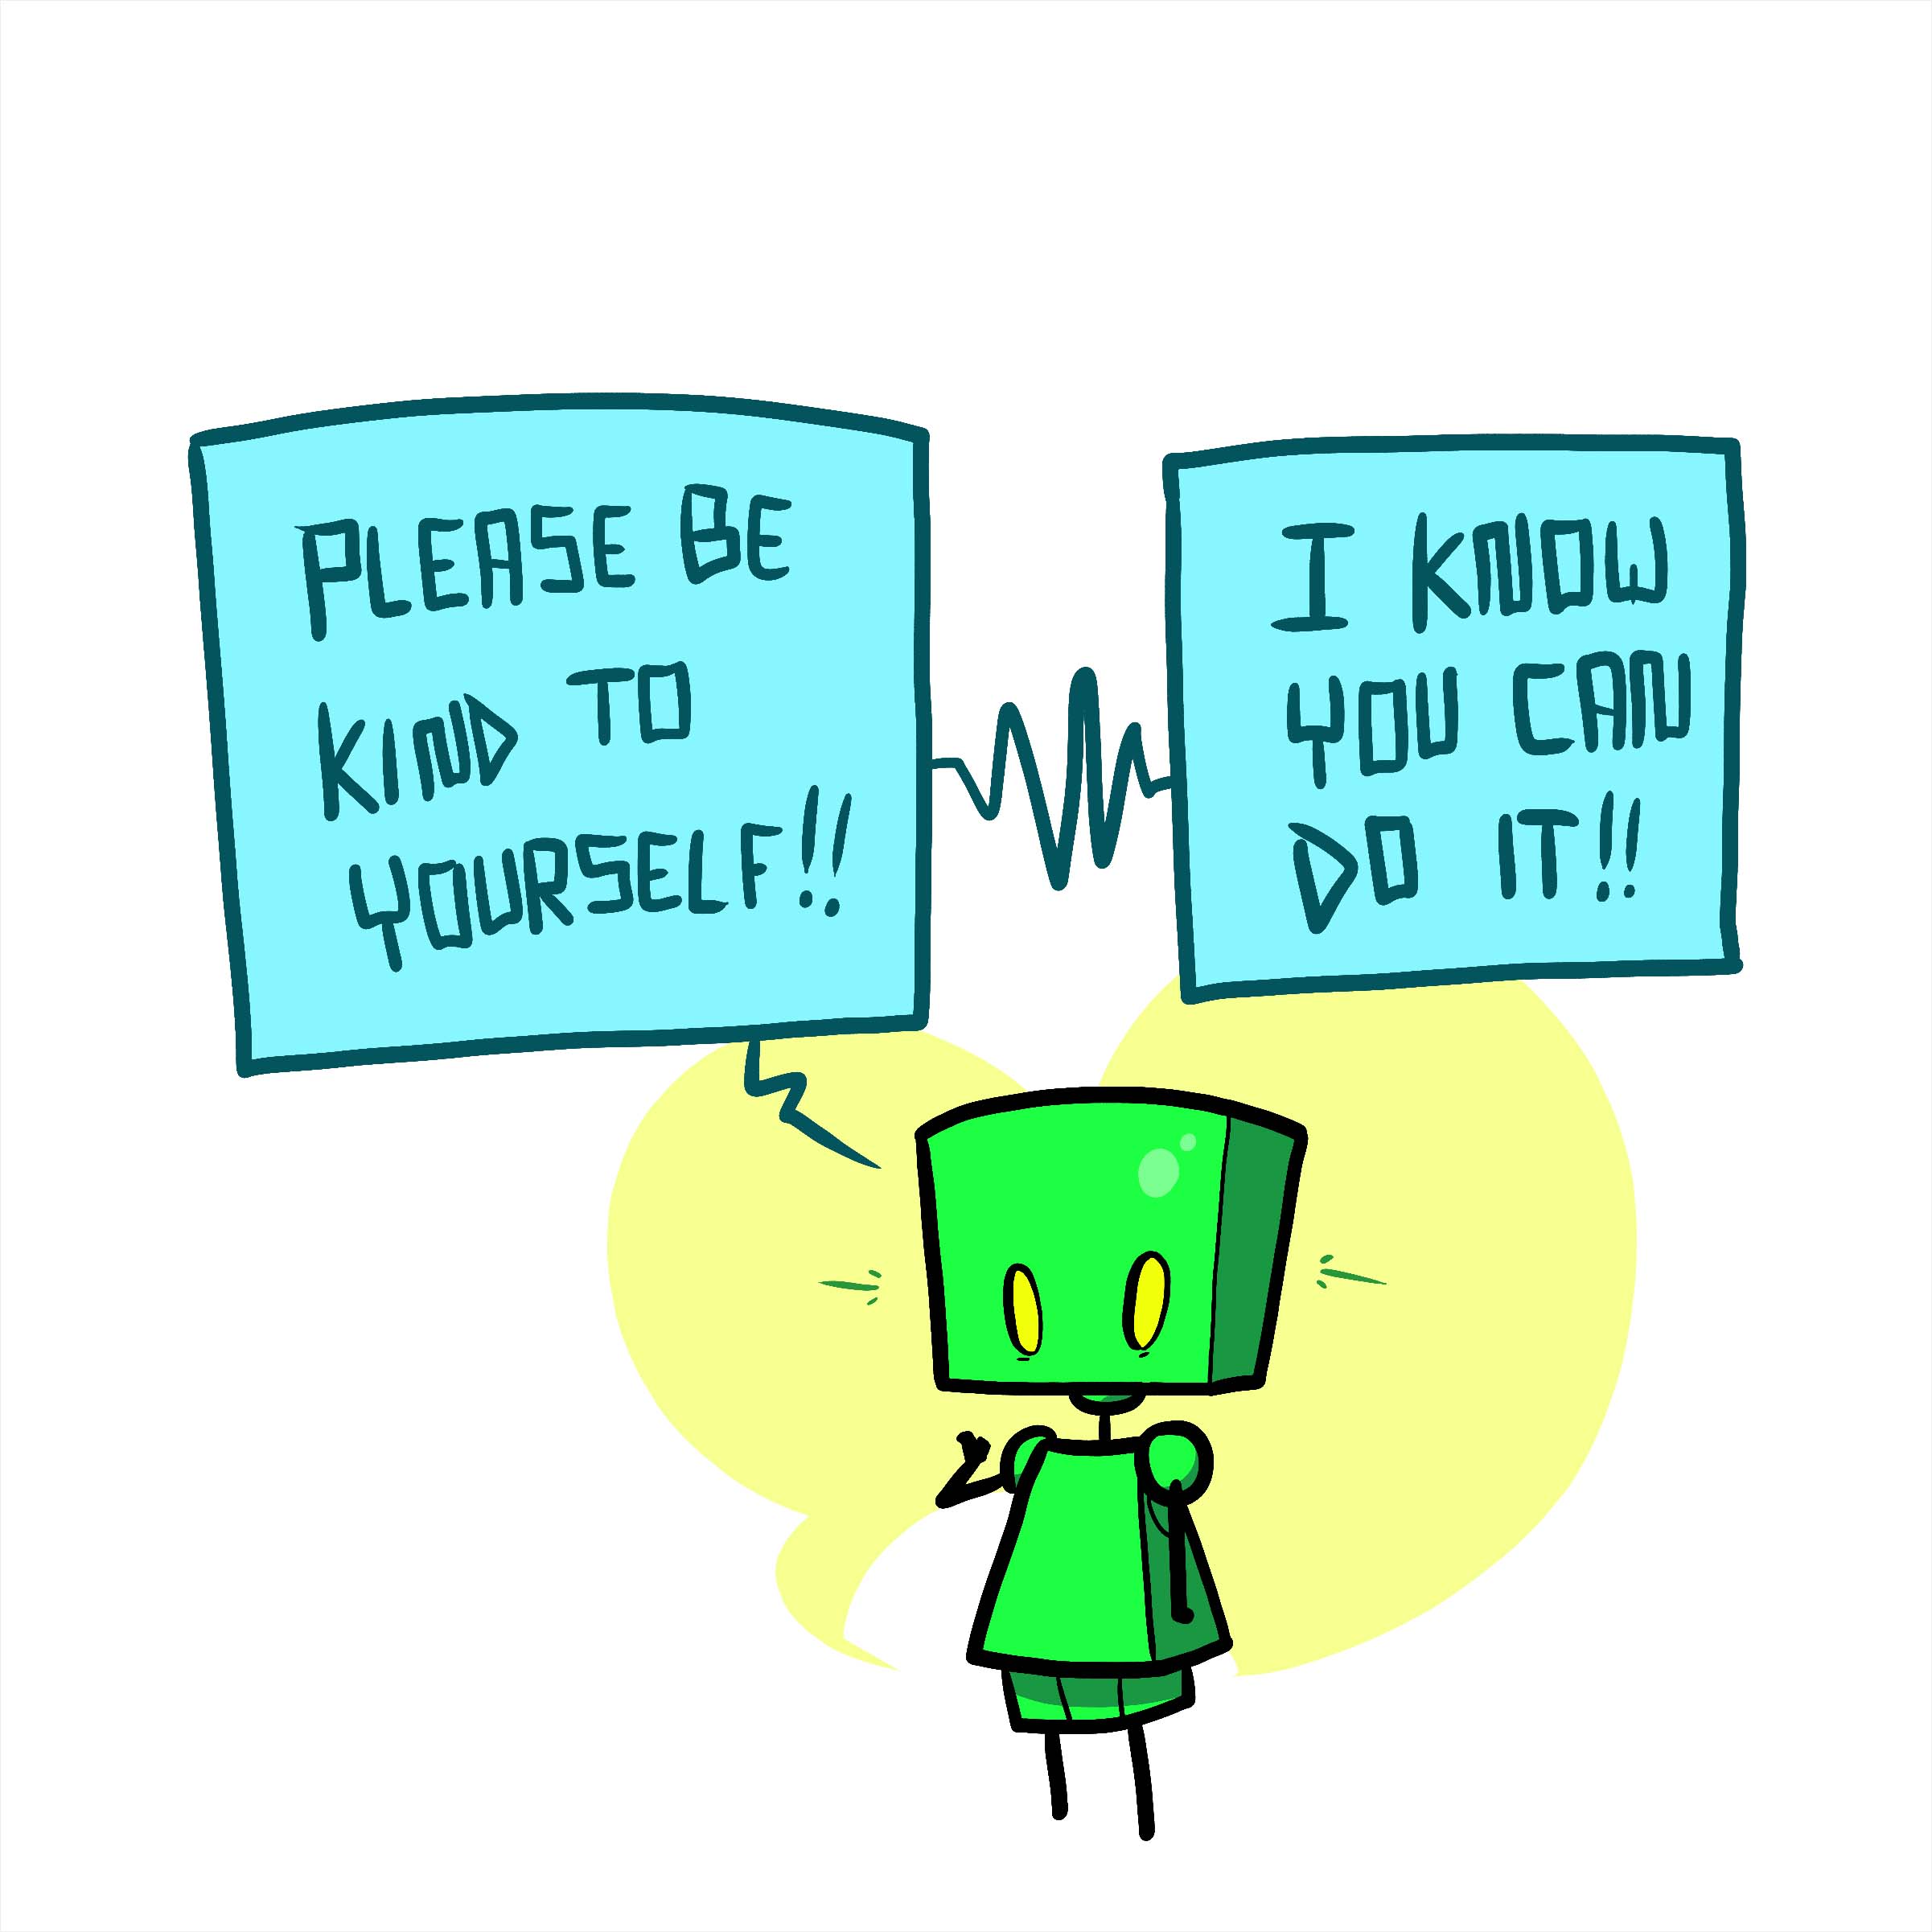 PLEASE BE
KIND TO
YOURSELF!!
I KNOW
YOU CAN
DO IT!!